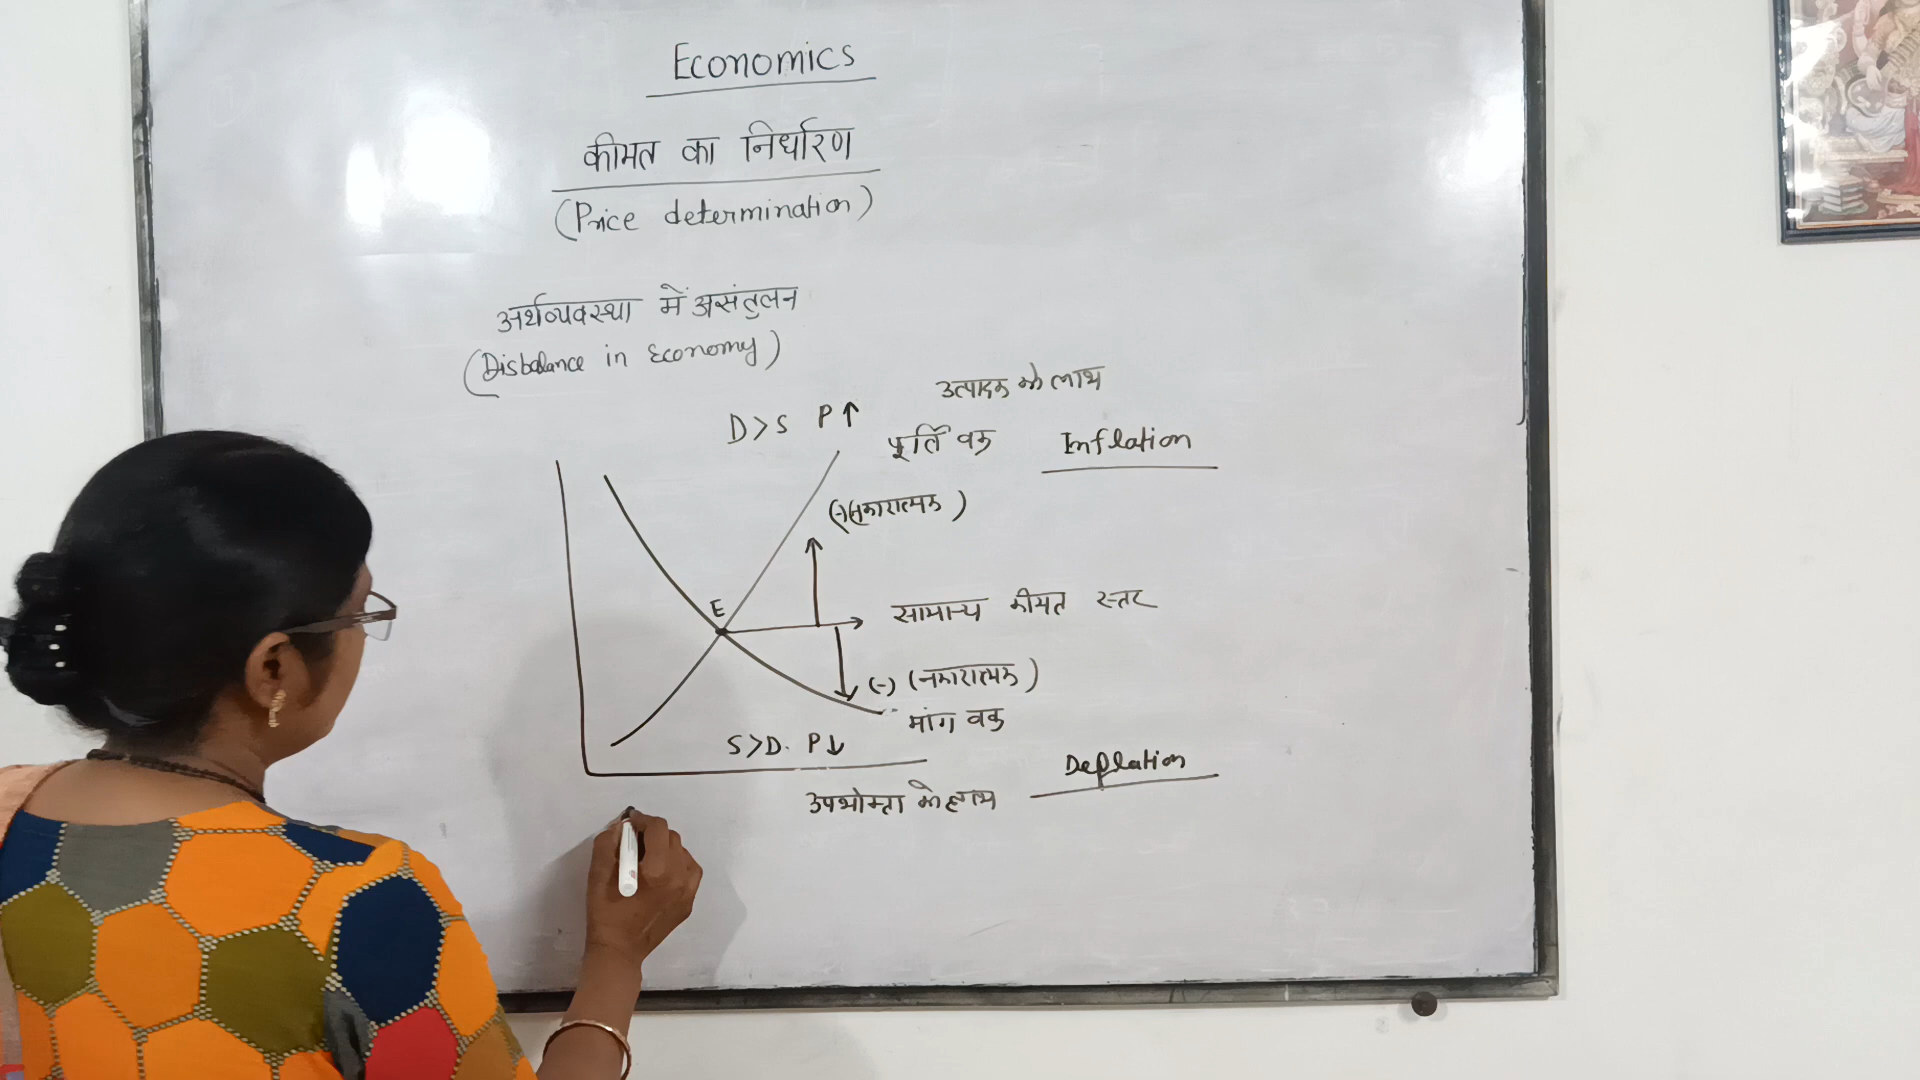 Economics
कीमत का निर्धारण
(Price determination)
अर्थव्यवस्था में असंतुलन
(Disbalance in Economy)
उत्पादक को लाभ
D>S P↑
पूर्ति वक्र
Inflation
(सकारात्मक)
E
सामान्य कीमत स्तर
(-) (नकारात्मक)
मांग वक्र
S>D. P↓
Deflation
उपभोक्ता को